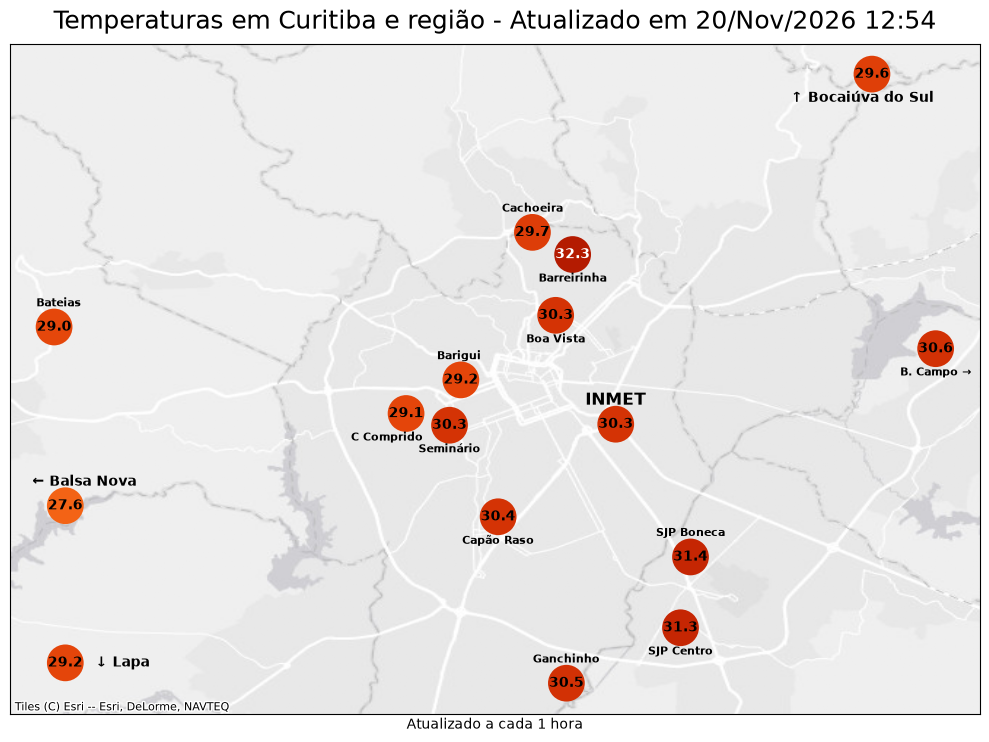 Temperaturas em Curitiba e região - Atualizado em 20/Nov/2026 12:54
29.6
↑ Bocaiúva do Sul
Cachoeira
29.7
32.3
Barreirinha
Bateias
29.0
30.3
Boa Vista
30.6
B. Campo →
Barigui
29.2
INMET
30.3
29.1
C Comprido
30.3
Seminário
← Balsa Nova
27.6
30.4
Capão Raso
SJP Boneca
31.4
31.3
SJP Centro
29.2
↓ Lapa
Ganchinho
30.5
Tiles (C) Esri -- Esri, DeLorme, NAVTEQ
Atualizado a cada 1 hora